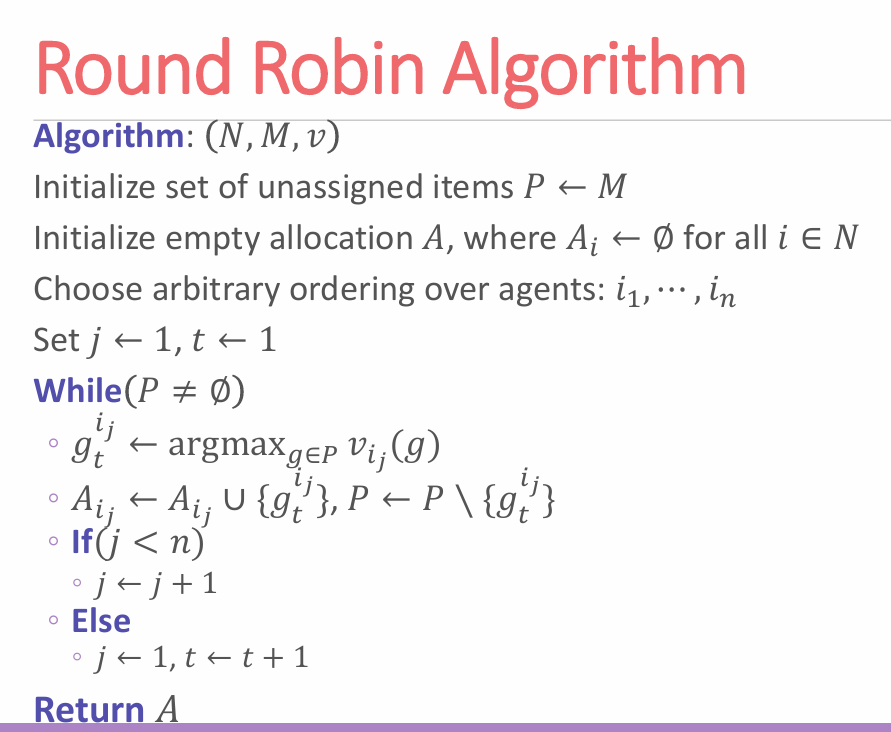 Round Robin Algorithm
Algorithm: (N, M, v)
Initialize set of unassigned items P ← M
Initialize empty allocation A, where A_i ← ∅ for all i ∈ N
Choose arbitrary ordering over agents: i_1, ⋯ , i_n
Set j ← 1, t ← 1
While(P ≠ ∅)
◦ g_t^{i_j} ← argmax_{g∈P} v_{i_j}(g)
◦ A_{i_j} ← A_{i_j} ∪ {g_t^{i_j}}, P ← P \ {g_t^{i_j}}
◦ If(j < n)
◦ j ← j + 1
◦ Else
◦ j ← 1, t ← t + 1
Return A